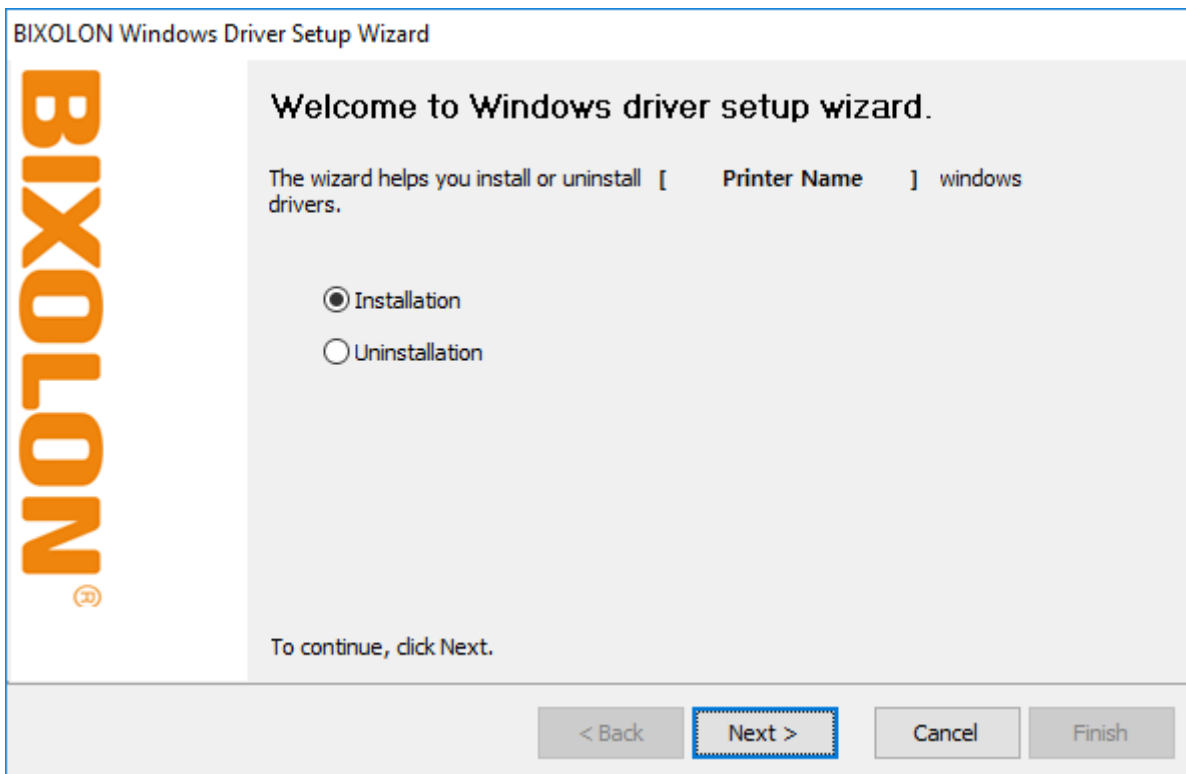 BIXOLON Windows Driver Setup Wizard
BIXOLON®
Welcome to Windows driver setup wizard.
The wizard helps you install or uninstall [ Printer Name ] windows
drivers.
Installation
Uninstallation
To continue, click Next.
< Back Next > Cancel Finish